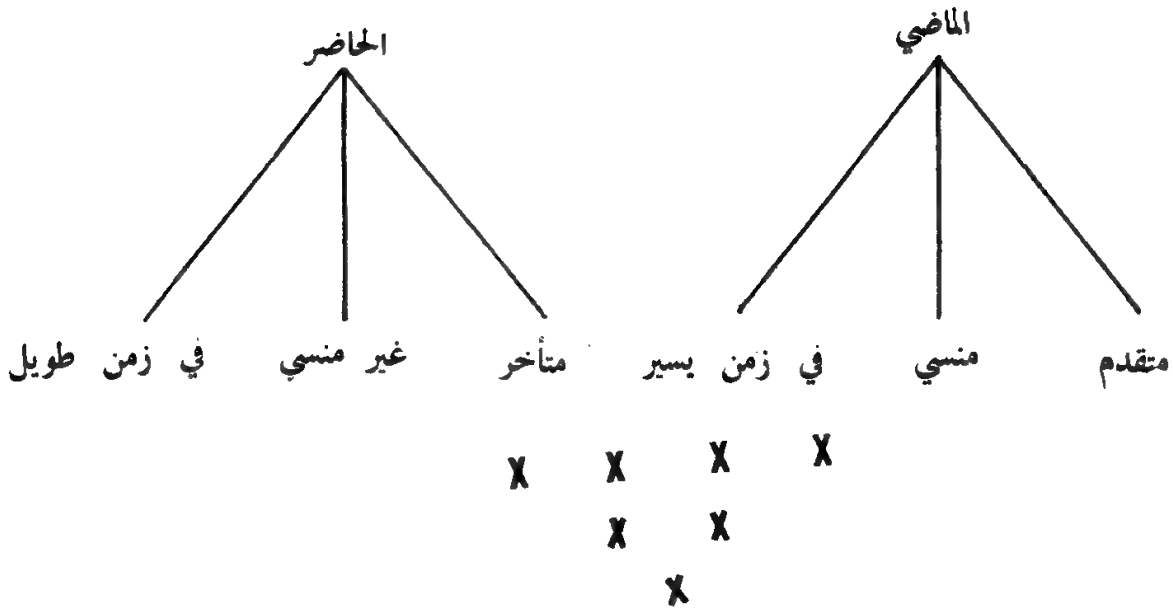 الماضي الحاضر
متقدم منسي في زمن يسير متأخر غير منسي في زمن طويل
X X X X
X X
X